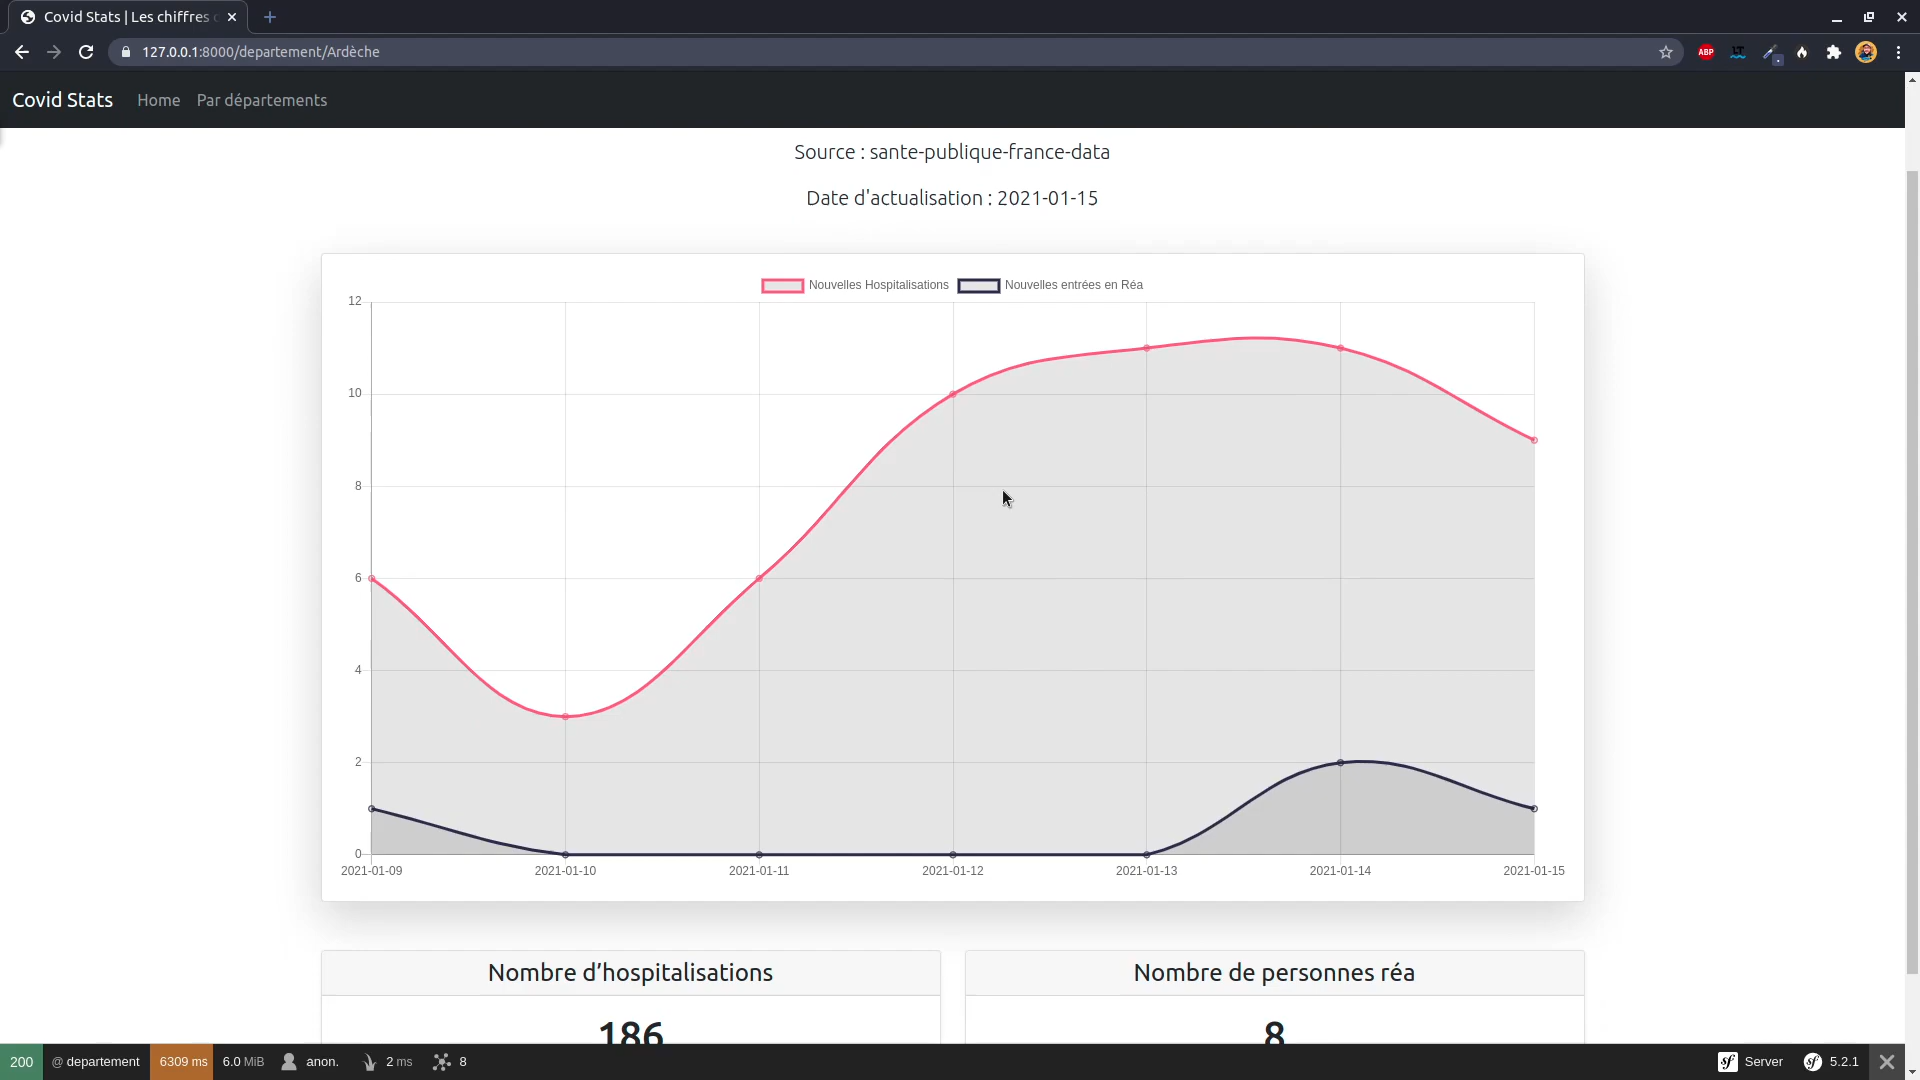 Covid Stats | Les chiffres
127.0.0.1:8000/departement/Ardèche
ABP
LT
Covid Stats Home Par départements
Source : sante-publique-france-data
Date d'actualisation : 2021-01-15
Nouvelles Hospitalisations Nouvelles entrées en Réa
12
10
8
6
4
2
0
2021-01-09 2021-01-10 2021-01-11 2021-01-12 2021-01-13 2021-01-14 2021-01-15
Nombre d’hospitalisations Nombre de personnes réa
186 8
200 @ departement 6309 ms 6.0 MiB anon. 2 ms 8 sf Server sf 5.2.1